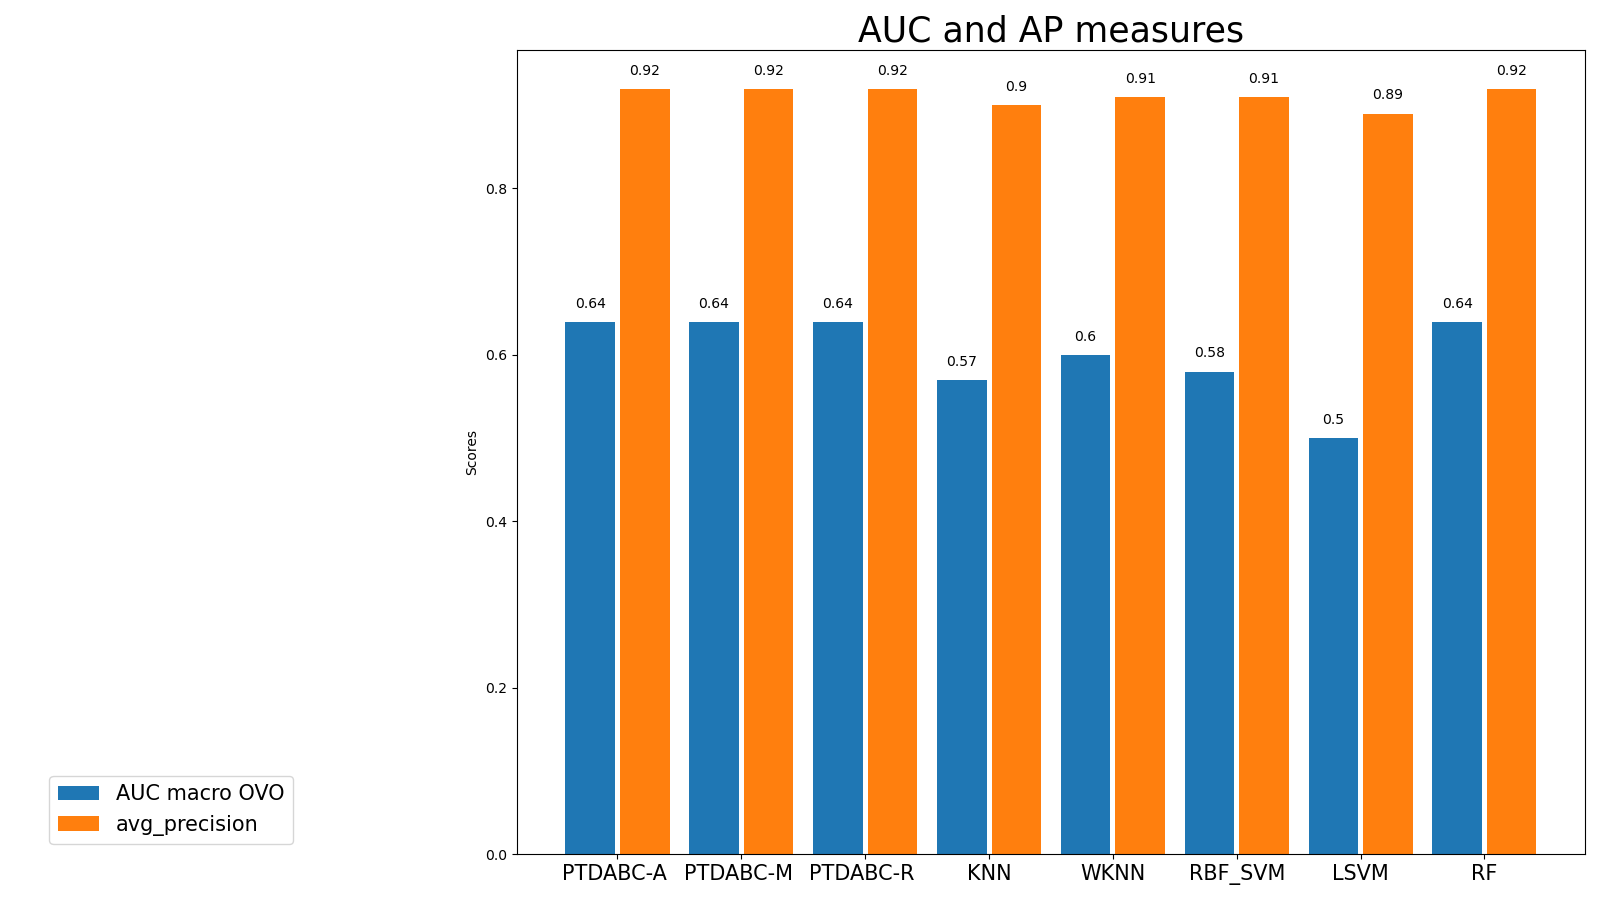 AUC and AP measures
0.92 0.92 0.92 0.9 0.91 0.91 0.89 0.92
0.64 0.64 0.64 0.57 0.6 0.58 0.5 0.64
0.8
0.6
0.4
0.2
0.0
Scores
PTDABC-A PTDABC-M PTDABC-R KNN WKNN RBF_SVM LSVM RF
AUC macro OVO
avg_precision